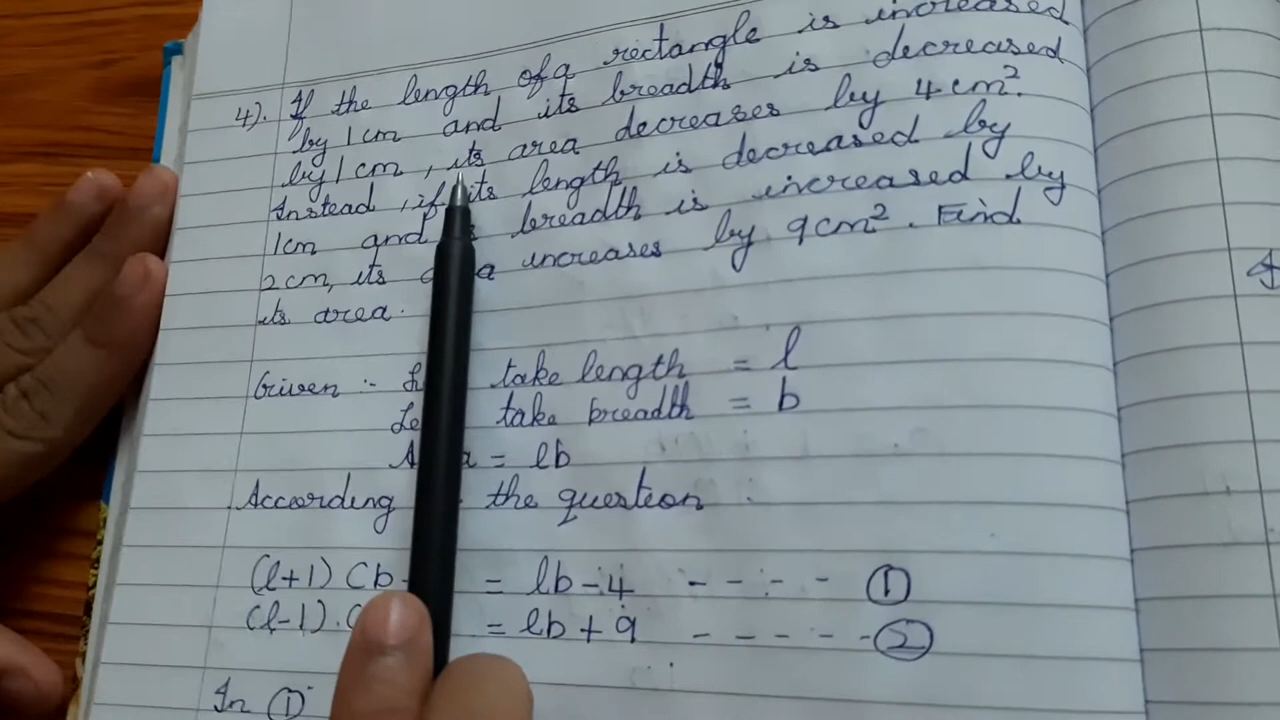 4). If the length of a rectangle is increased
by 1cm and its breadth is decreased
by 1cm, its area decreases by 4cm².
Instead, if its length is decreased by
1cm and breadth is increased by
2cm, its increases by 9cm². Find
its area.
Given :- take length = l
take breadth = b
= lb
According the question :
(l+1) (b- = lb-4 - - - - ①
(l-1). ( = lb+9 - - - - - ②
In ①